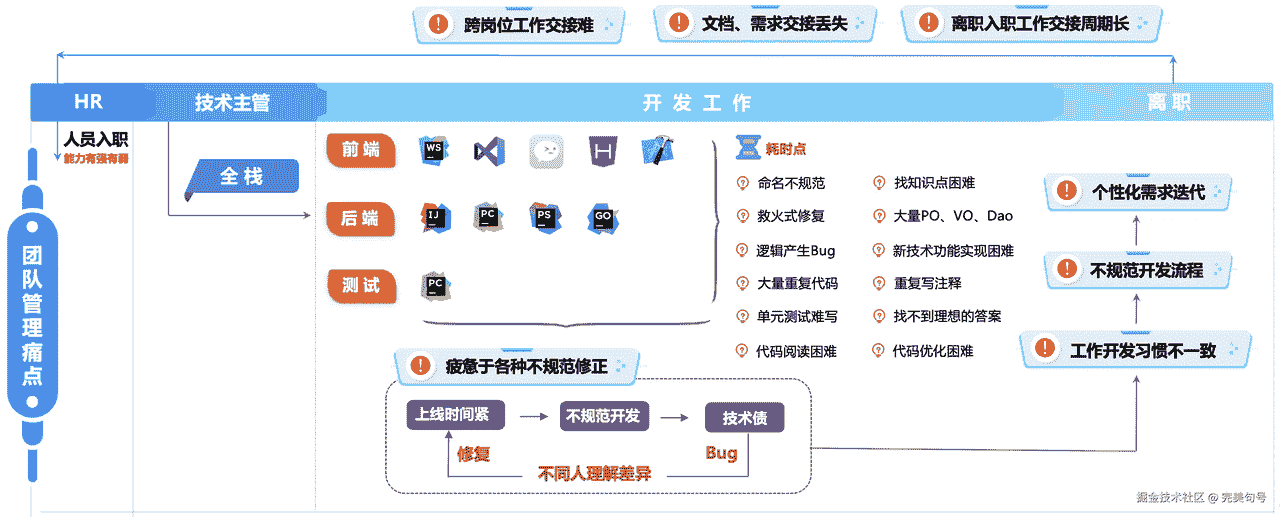 跨岗位工作交接难
文档、需求交接丢失
离职入职工作交接周期长
HR
技术主管
开发工作
离职
人员入职
能力有强有弱
全栈
团队管理痛点
前端
WS
H
后端
IJ
PC
PS
GO
测试
PC
耗时点
命名不规范
找知识点困难
救火式修复
大量PO、VO、Dao
逻辑产生Bug
新技术功能实现困难
大量重复代码
重复写注释
单元测试难写
找不到理想的答案
代码阅读困难
代码优化困难
个性化需求迭代
不规范开发流程
工作开发习惯不一致
疲惫于各种不规范修正
上线时间紧
不规范开发
技术债
修复
不同人理解差异
Bug
掘金技术社区 @ 完美句号